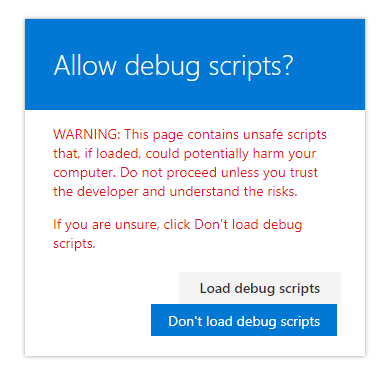 Allow debug scripts?
WARNING: This page contains unsafe scripts
that, if loaded, could potentially harm your
computer. Do not proceed unless you trust
the developer and understand the risks.
If you are unsure, click Don't load debug
scripts.
Load debug scripts
Don't load debug scripts